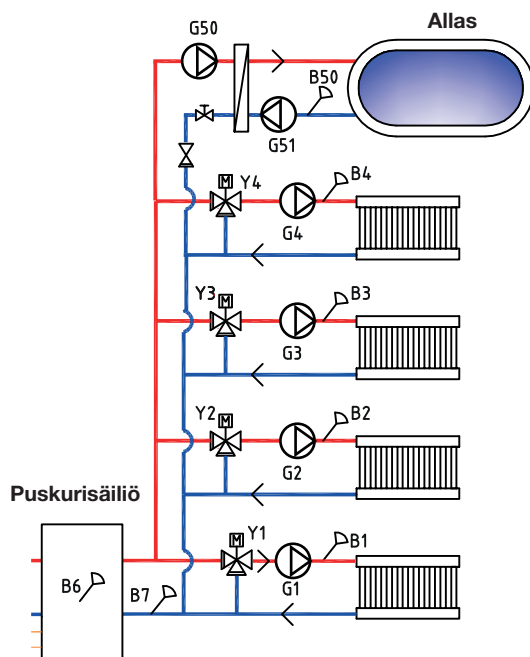 G50
Allas
B50
G51
M
Y4
B4
G4
Y3
M
B3
G3
Y2
M
B2
G2
Puskurisäiliö
M
Y1
B1
B6
B7
G1